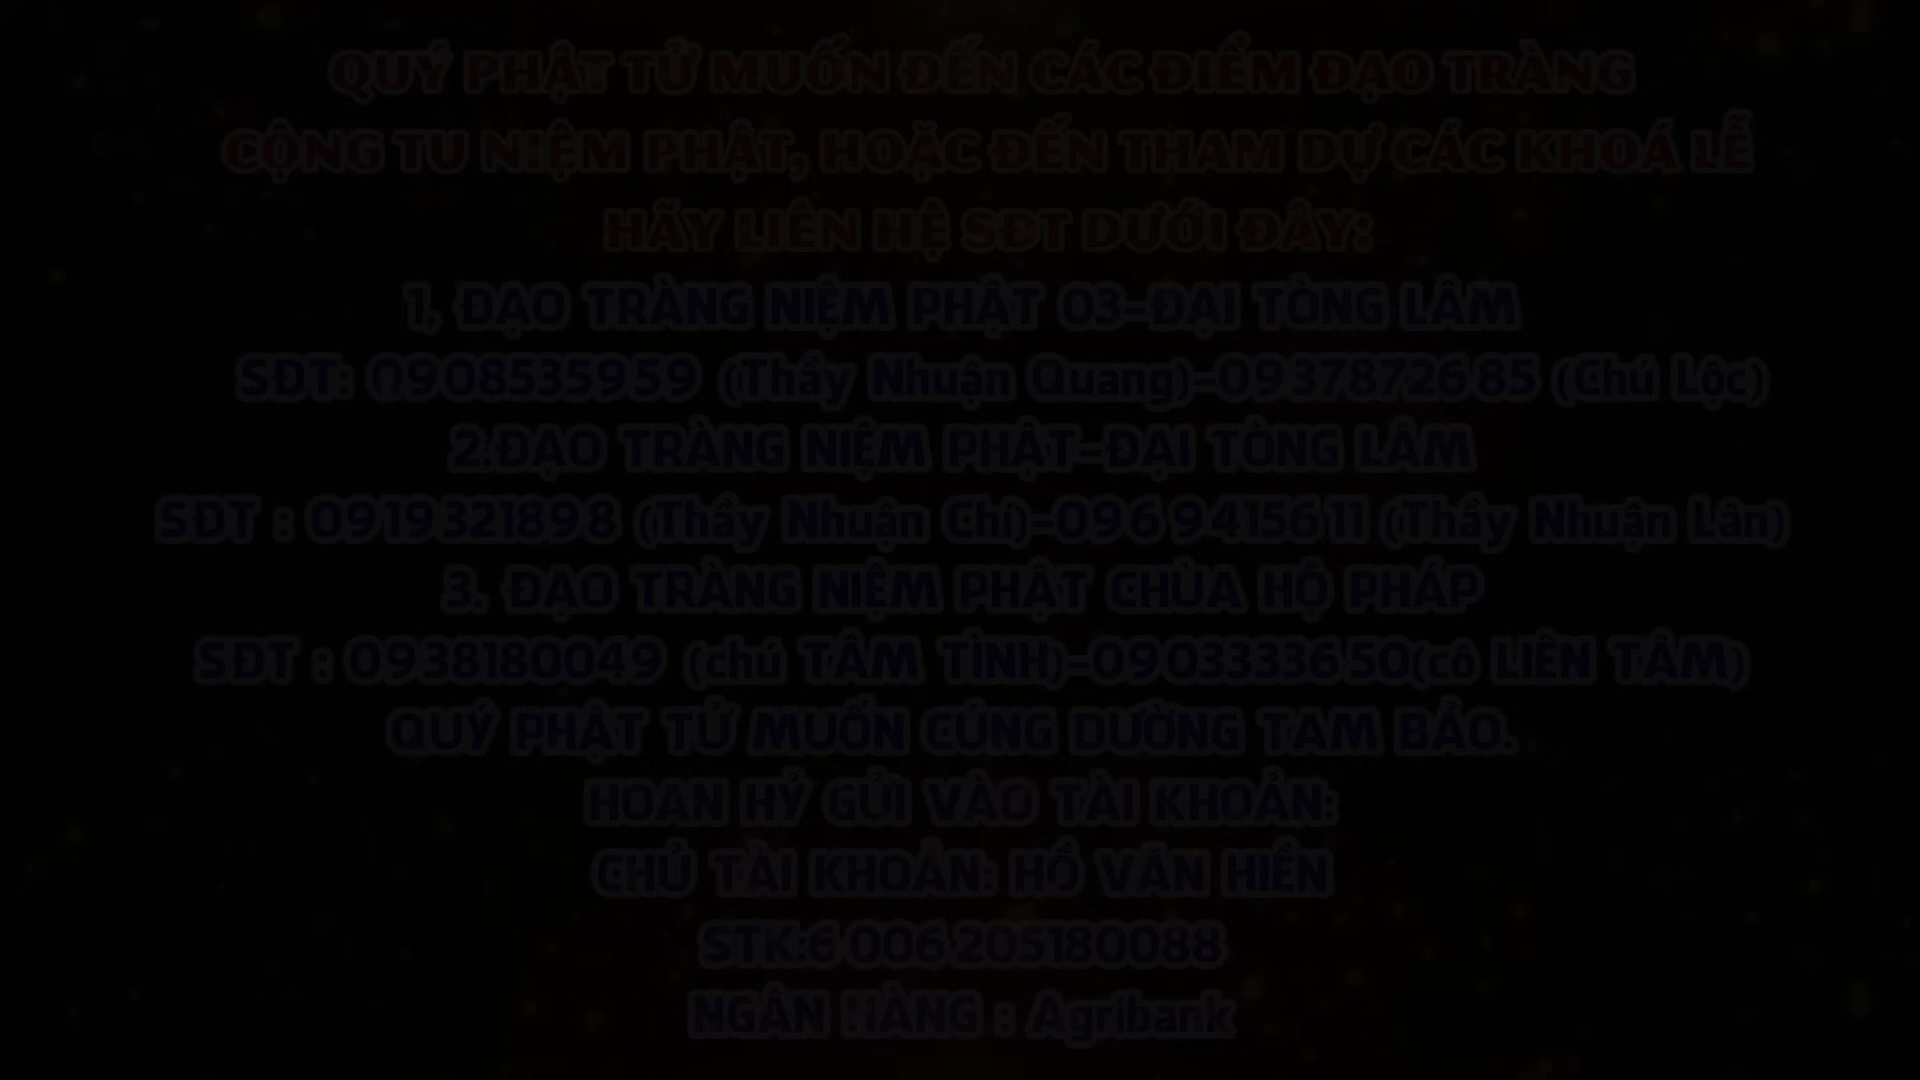 QUÝ PHẬT TỬ MUỐN ĐẾN CÁC ĐIỂM ĐẠO TRÀNG
CỘNG TU NIỆM PHẬT, HOẶC ĐẾN THAM DỰ CÁC KHOÁ LỄ
HÃY LIÊN HỆ SĐT DƯỚI ĐÂY:
1, ĐẠO TRÀNG NIỆM PHẬT 03-ĐẠI TÒNG LÂM
SĐT: 0908535959 (Thầy Nhuận Quang)-0937872685 (Chú Lộc)
2.ĐẠO TRÀNG NIỆM PHẬT-ĐẠI TÒNG LÂM
SĐT : 0919321898 (Thầy Nhuận Chí)-0969415611 (Thầy Nhuận Lân)
3. ĐẠO TRÀNG NIỆM PHẬT CHÙA HỘ PHÁP
SĐT : 0938180049 (chú TÂM TÌNH)-0903333650(cô LIÊN TÂM)
QUÝ PHẬT TỬ MUỐN CÚNG DƯỜNG TAM BẢO.
HOAN HỶ GỬI VÀO TÀI KHOẢN:
CHỦ TÀI KHOẢN: HỒ VĂN HIỀN
STK:6006205180088
NGÂN HÀNG : Agribank